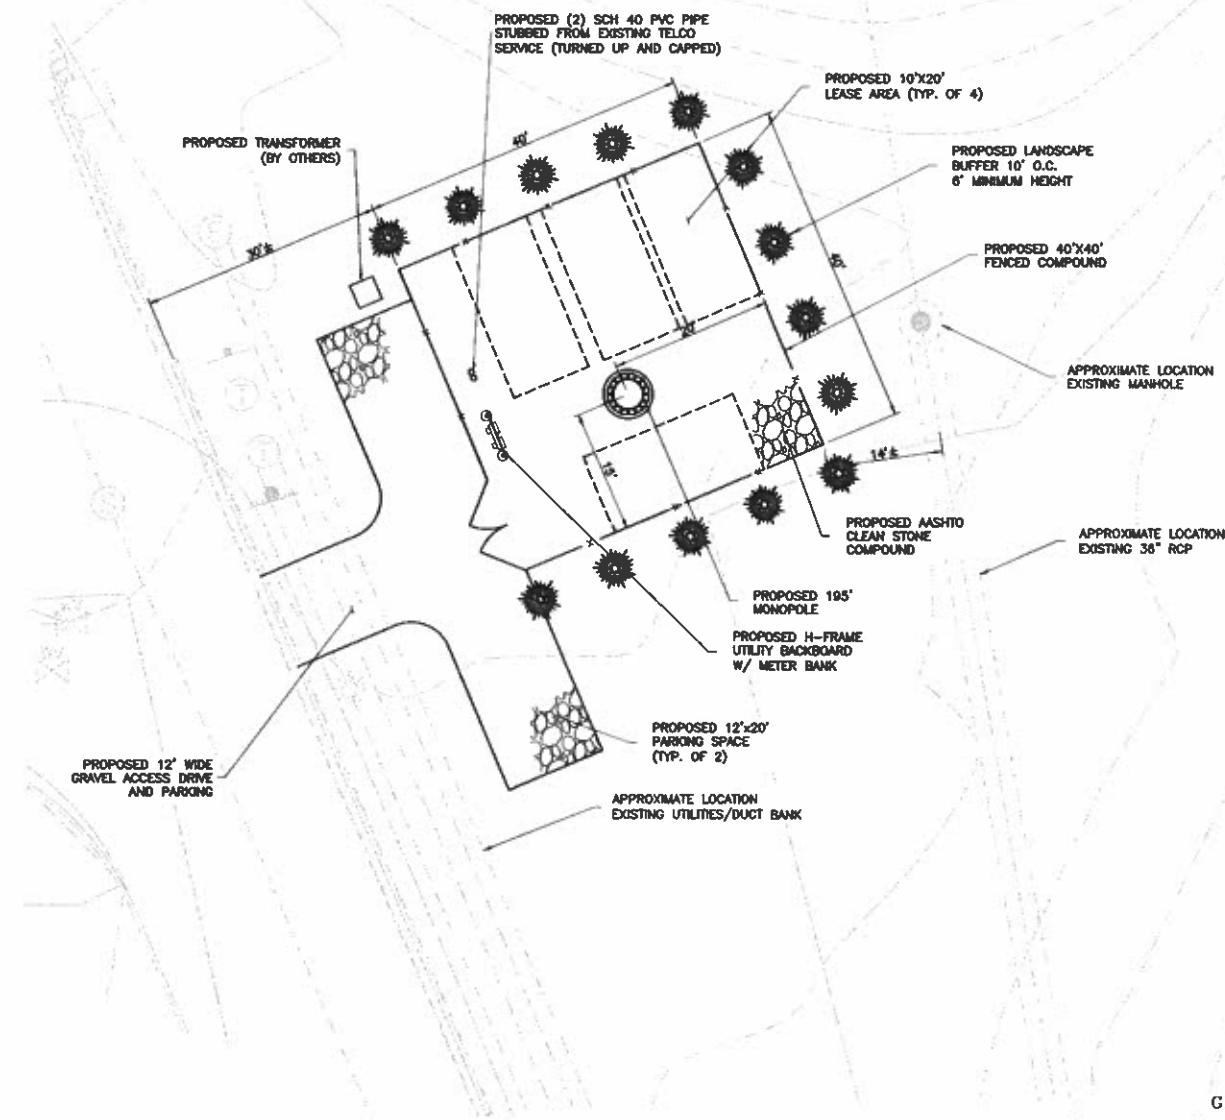 PROPOSED (2) SCH 40 PVC PIPE
STUBBED FROM EXISTING TELCO
SERVICE (TURNED UP AND CAPPED)
PROPOSED 10'X20'
LEASE AREA (TYP. OF 4)
PROPOSED TRANSFORMER
(BY OTHERS)
40'
PROPOSED LANDSCAPE
BUFFER 10' O.C.
6' MINIMUM HEIGHT
30'±
PROPOSED 40'X40'
FENCED COMPOUND
20'
APPROXIMATE LOCATION
EXISTING MANHOLE
14'±
15'
PROPOSED AASHTO
CLEAN STONE
COMPOUND
APPROXIMATE LOCATION
EXISTING 36" RCP
PROPOSED 195'
MONOPOLE
PROPOSED H-FRAME
UTILITY BACKBOARD
W/ METER BANK
PROPOSED 12'x20'
PARKING SPACE
(TYP. OF 2)
PROPOSED 12' WIDE
GRAVEL ACCESS DRIVE
AND PARKING
APPROXIMATE LOCATION
EXISTING UTILITIES/DUCT BANK
G